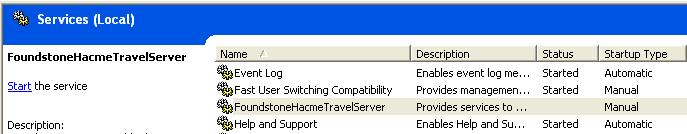 Services (Local)
FoundstoneHacmeTravelServer
Start the service
Description:
Name Description Status Startup Type
Event Log Enables event log me... Started Automatic
Fast User Switching Compatibility Provides managemen... Started Manual
FoundstoneHacmeTravelServer Provides services to ... Manual
Help and Support Enables Help and Su... Started Automatic